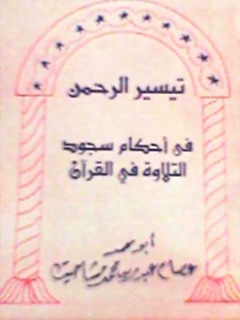 تيسير الرحمن
في أحكام سجود
التلاوة في القرآن
أبو محمد
عصام عبد ربه محمد مشاحيت